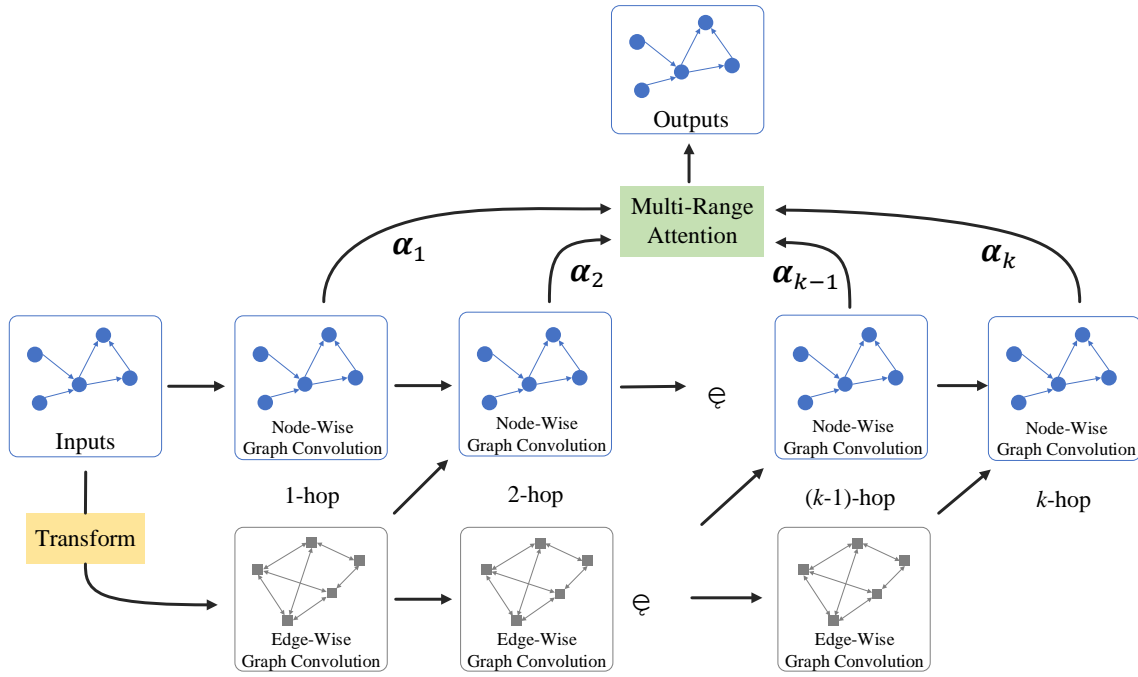 Outputs
Multi-Range
Attention
𝜶₁
𝜶₂
𝜶ₖ₋₁
𝜶ₖ
Inputs
Node-Wise
Graph Convolution
Node-Wise
Graph Convolution
Node-Wise
Graph Convolution
Node-Wise
Graph Convolution
1-hop
2-hop
(k-1)-hop
k-hop
Transform
Edge-Wise
Graph Convolution
Edge-Wise
Graph Convolution
Edge-Wise
Graph Convolution